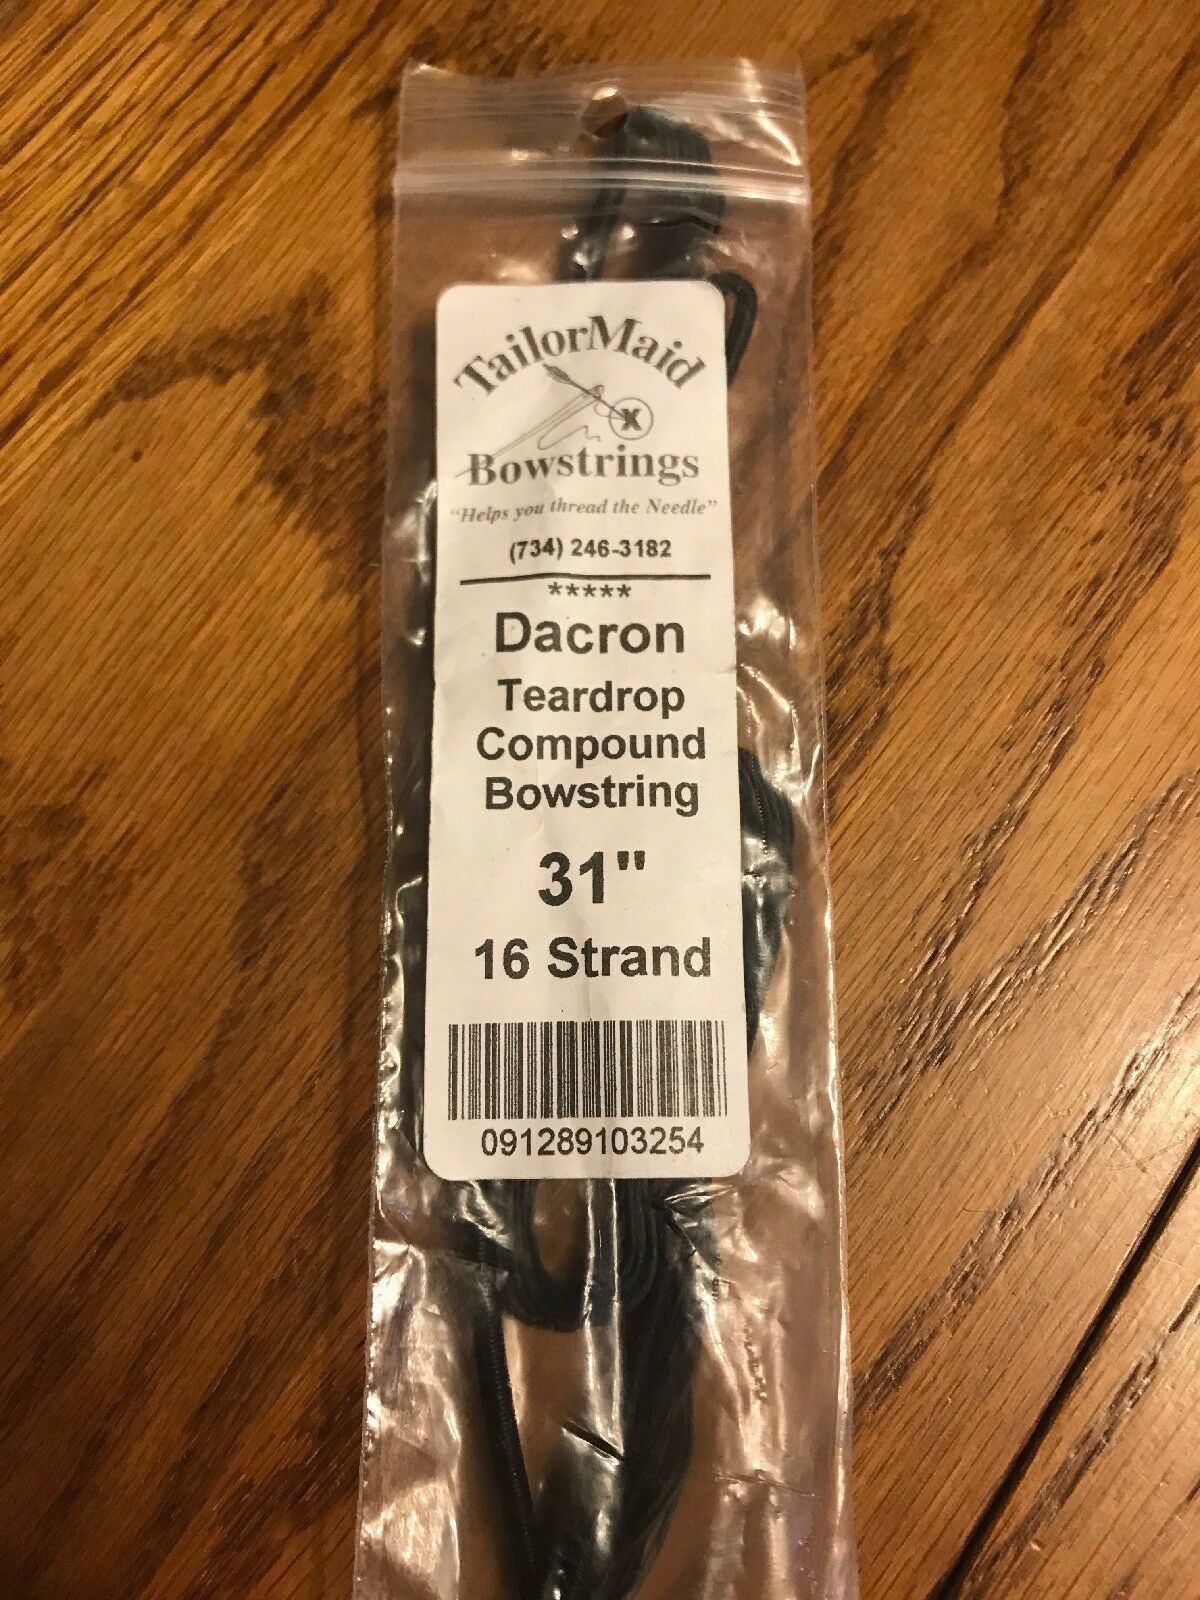 TailorMaid
X
Bowstrings
"Helps you thread the Needle"
(734) 246-3182
*****
Dacron
Teardrop
Compound
Bowstring
31"
16 Strand
091289103254